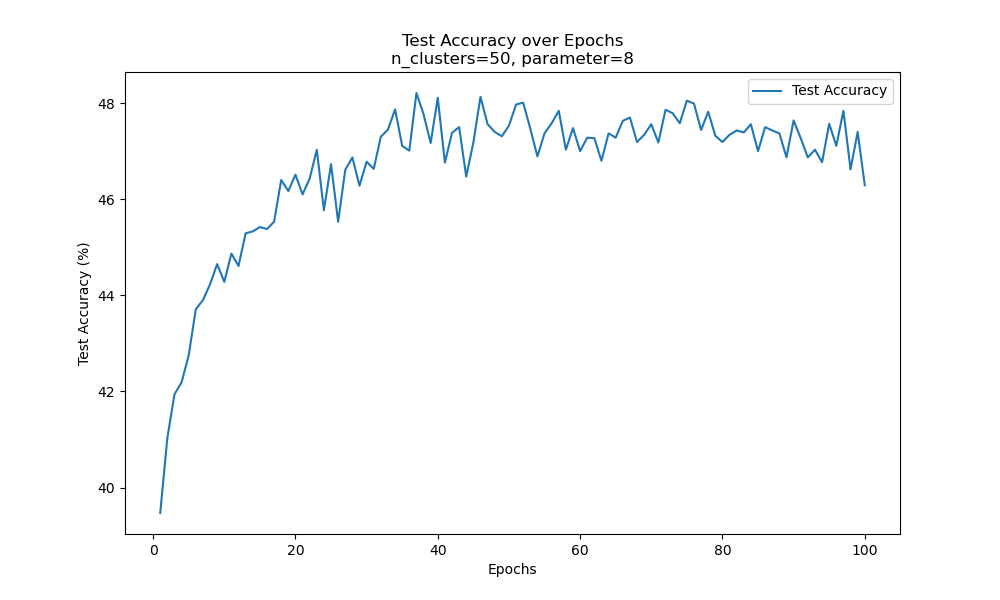 Test Accuracy over Epochs
n_clusters=50, parameter=8
Test Accuracy
48
46
44
42
40
Test Accuracy (%)
0 20 40 60 80 100
Epochs